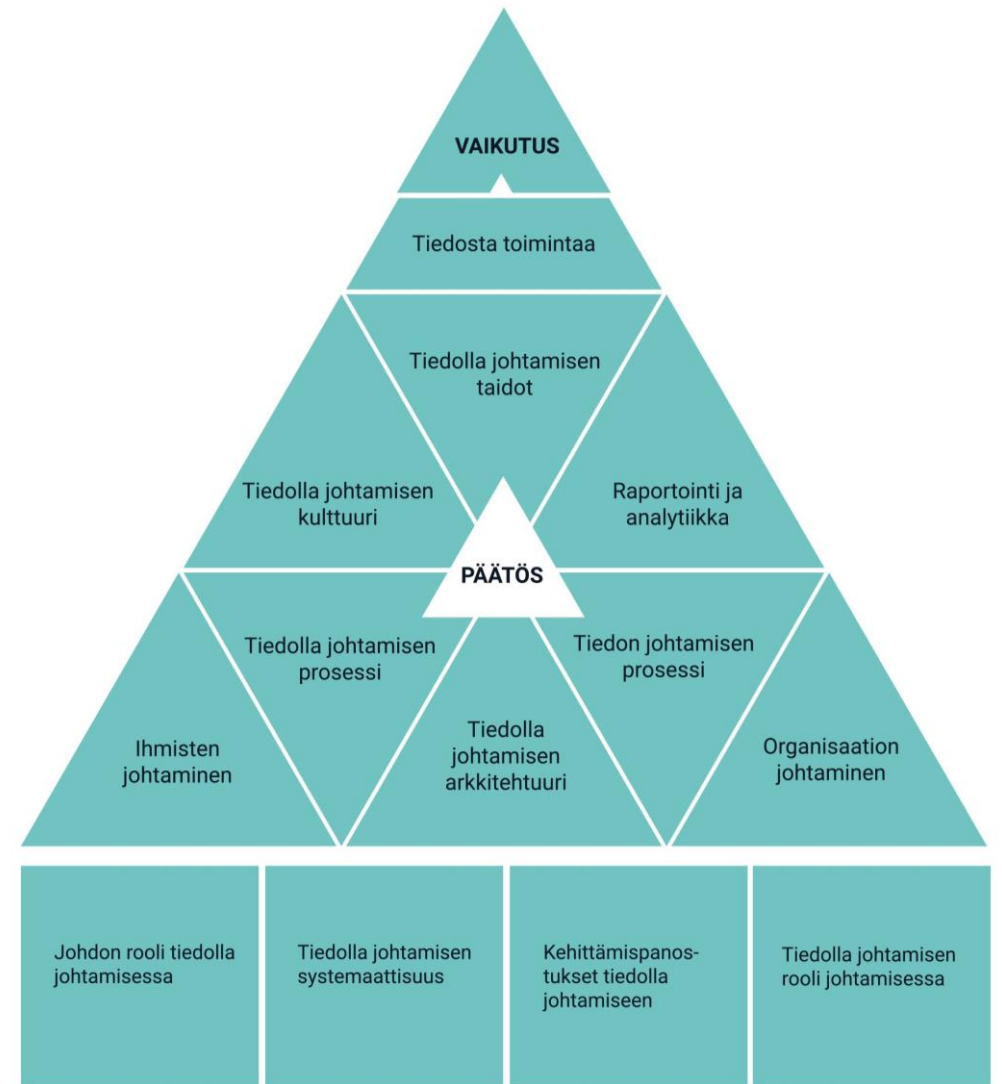 VAIKUTUS
Tiedosta toimintaa
Tiedolla johtamisen
taidot
Tiedolla johtamisen
kulttuuri
Raportointi ja
analytiikka
PÄÄTÖS
Tiedolla johtamisen
prosessi
Tiedon johtamisen
prosessi
Ihmisten
johtaminen
Tiedolla
johtamisen
arkkitehtuuri
Organisaation
johtaminen
Johdon rooli tiedolla
johtamisessa
Tiedolla johtamisen
systemaattisuus
Kehittämispanos-
tukset tiedolla
johtamiseen
Tiedolla johtamisen
rooli johtamisessa